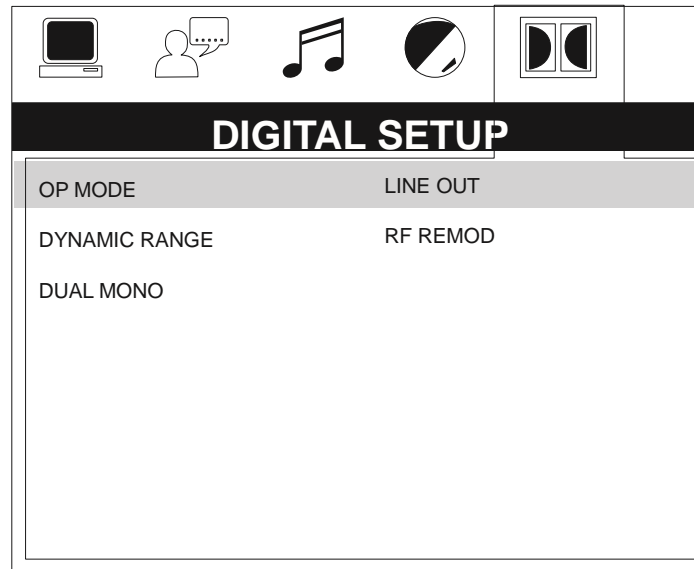 DIGITAL SETUP
OP MODE LINE OUT
DYNAMIC RANGE RF REMOD
DUAL MONO